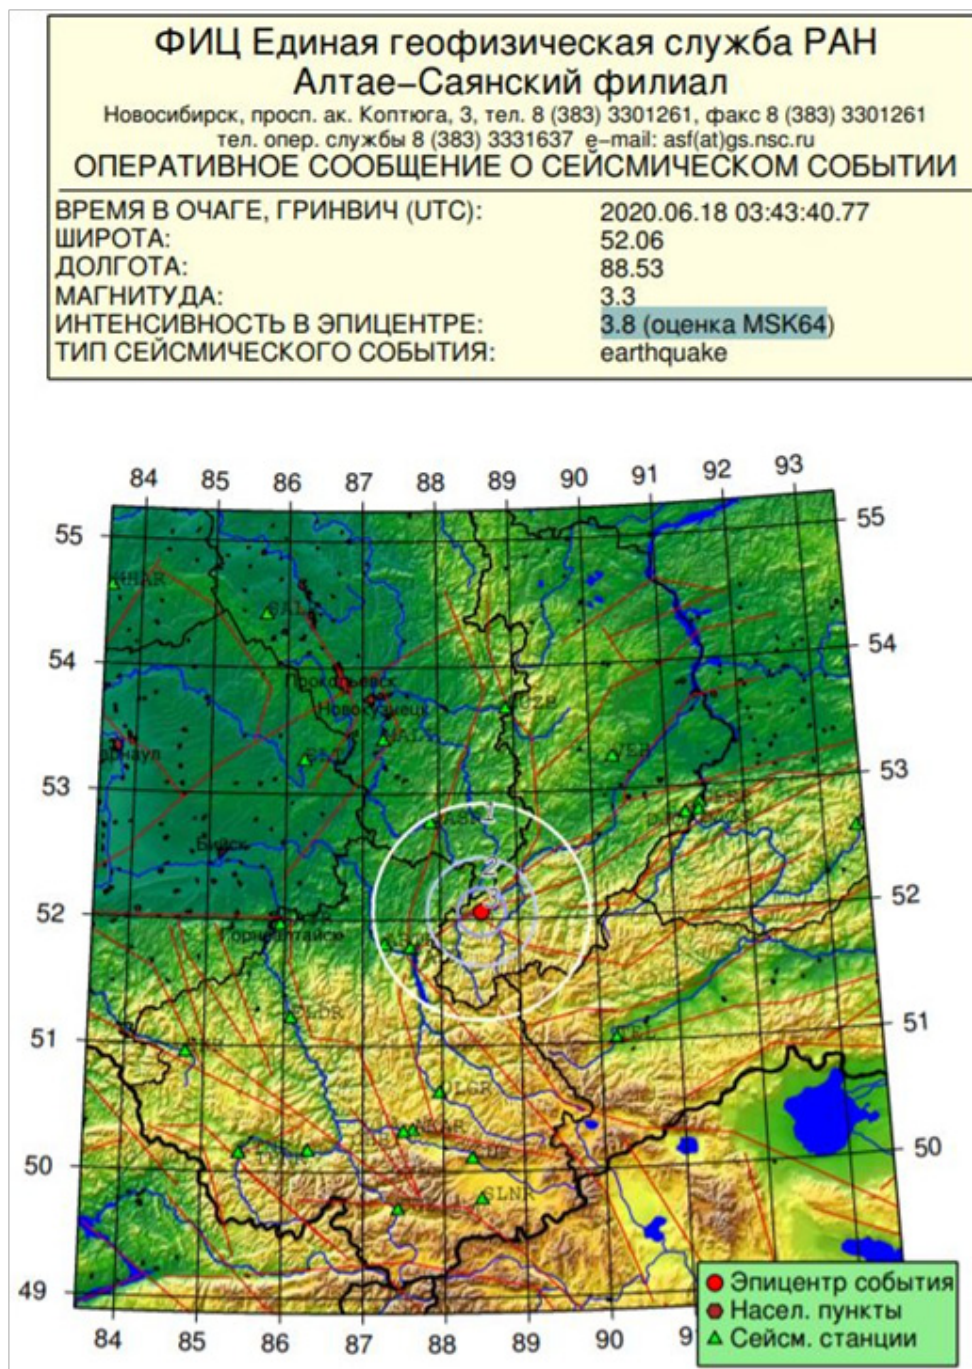 ФИЦ Единая геофизическая служба РАН
Алтае–Саянский филиал
Новосибирск, просп. ак. Коптюга, 3, тел. 8 (383) 3301261, факс 8 (383) 3301261
тел. опер. службы 8 (383) 3331637 e–mail: asf(at)gs.nsc.ru
ОПЕРАТИВНОЕ СООБЩЕНИЕ О СЕЙСМИЧЕСКОМ СОБЫТИИ
ВРЕМЯ В ОЧАГЕ, ГРИНВИЧ (UTC): 2020.06.18 03:43:40.77
ШИРОТА: 52.06
ДОЛГОТА: 88.53
МАГНИТУДА: 3.3
ИНТЕНСИВНОСТЬ В ЭПИЦЕНТРЕ: 3.8 (оценка MSK64)
ТИП СЕЙСМИЧЕСКОГО СОБЫТИЯ: earthquake
84 85 86 87 88 89 90 91 92 93
55 55
54 54
Прокопьевск
Новокузнецк
53 53
1
Бийск
2
3
52 52
51 51
50 50
SLNR
49
84 85 86 87 88 89 90
Эпицентр события
Насел. пункты
Сейсм. станции